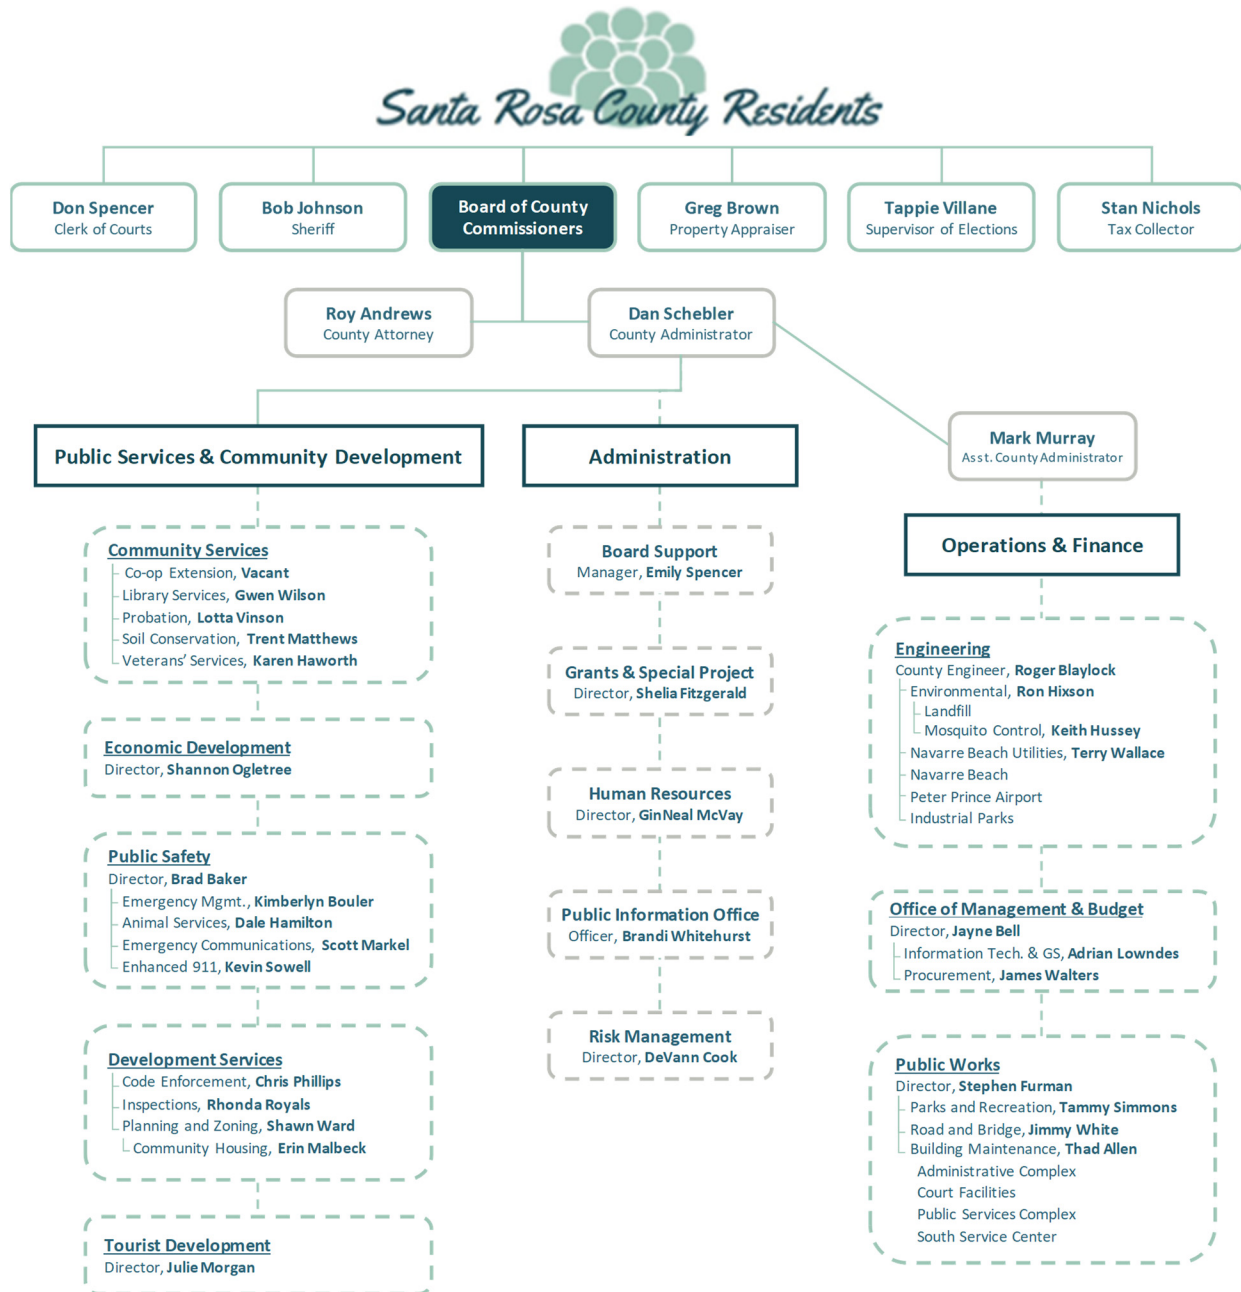 Santa Rosa County Residents
Don Spencer
Clerk of Courts
Bob Johnson
Sheriff
Board of County
Commissioners
Greg Brown
Property Appraiser
Tappie Villane
Supervisor of Elections
Stan Nichols
Tax Collector
Roy Andrews
County Attorney
Dan Schebler
County Administrator
Mark Murray
Asst. County Administrator
Public Services & Community Development
Community Services
Co-op Extension, Vacant
Library Services, Gwen Wilson
Probation, Lotta Vinson
Soil Conservation, Trent Matthews
Veterans' Services, Karen Haworth
Economic Development
Director, Shannon Ogletree
Public Safety
Director, Brad Baker
Emergency Mgmt., Kimberlyn Bouler
Animal Services, Dale Hamilton
Emergency Communications, Scott Markel
Enhanced 911, Kevin Sowell
Development Services
Code Enforcement, Chris Phillips
Inspections, Rhonda Royals
Planning and Zoning, Shawn Ward
Community Housing, Erin Malbeck
Tourist Development
Director, Julie Morgan
Administration
Board Support
Manager, Emily Spencer
Grants & Special Project
Director, Shelia Fitzgerald
Human Resources
Director, GinNeal McVay
Public Information Office
Officer, Brandi Whitehurst
Risk Management
Director, DeVann Cook
Operations & Finance
Engineering
County Engineer, Roger Blaylock
Environmental, Ron Hixson
Landfill
Mosquito Control, Keith Hussey
Navarre Beach Utilities, Terry Wallace
Navarre Beach
Peter Prince Airport
Industrial Parks
Office of Management & Budget
Director, Jayne Bell
Information Tech. & GS, Adrian Lowndes
Procurement, James Walters
Public Works
Director, Stephen Furman
Parks and Recreation, Tammy Simmons
Road and Bridge, Jimmy White
Building Maintenance, Thad Allen
Administrative Complex
Court Facilities
Public Services Complex
South Service Center